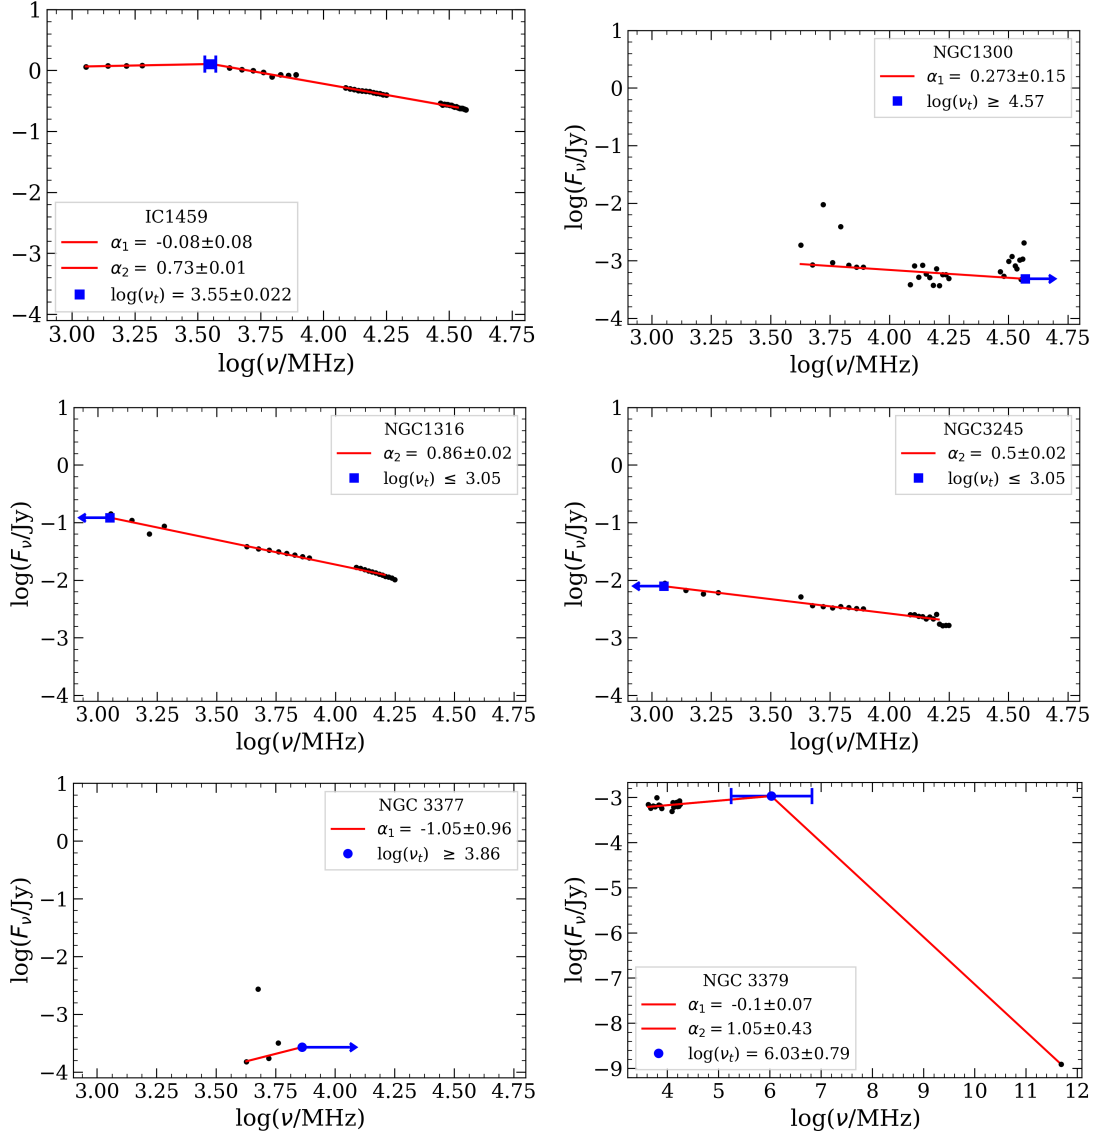 1
0
−1
−2
−3
−4
log(Fν/Jy)
IC1459
α₁ = -0.08±0.08
α₂ = 0.73±0.01
log(νₜ) = 3.55±0.022
3.00 3.25 3.50 3.75 4.00 4.25 4.50 4.75
log(ν/MHz)
1
0
−1
−2
−3
−4
log(Fν/Jy)
NGC1300
α₁ = 0.273±0.15
log(νₜ) ≥ 4.57
3.00 3.25 3.50 3.75 4.00 4.25 4.50 4.75
log(ν/MHz)
1
0
−1
−2
−3
−4
log(Fν/Jy)
NGC1316
α₂ = 0.86±0.02
log(νₜ) ≤ 3.05
3.00 3.25 3.50 3.75 4.00 4.25 4.50 4.75
log(ν/MHz)
1
0
−1
−2
−3
−4
log(Fν/Jy)
NGC3245
α₂ = 0.5±0.02
log(νₜ) ≤ 3.05
3.00 3.25 3.50 3.75 4.00 4.25 4.50 4.75
log(ν/MHz)
1
0
−1
−2
−3
−4
log(Fν/Jy)
NGC 3377
α₁ = -1.05±0.96
log(νₜ) ≥ 3.86
3.00 3.25 3.50 3.75 4.00 4.25 4.50 4.75
log(ν/MHz)
−3
−4
−5
−6
−7
−8
−9
log(Fν/Jy)
NGC 3379
α₁ = -0.1±0.07
α₂ = 1.05±0.43
log(νₜ) = 6.03±0.79
4 5 6 7 8 9 10 11 12
log(ν/MHz)